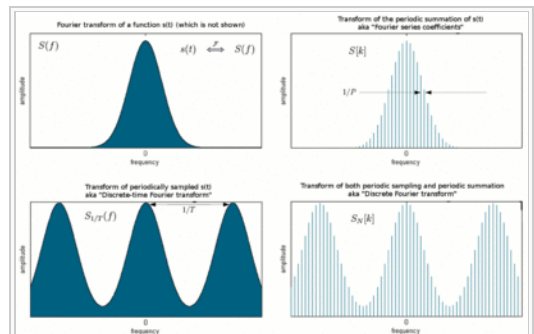 Fourier transform of a function s(t) (which is not shown)
S(f)
s(t) ⟺ S(f)
ℱ
amplitude
0
frequency
Transform of the periodic summation of s(t)
aka "Fourier series coefficients"
S[k]
1/P
amplitude
0
frequency
Transform of periodically sampled s(t)
aka "Discrete-time Fourier transform"
S1/T(f)
1/T
amplitude
0
frequency
Transform of both periodic sampling and periodic summation
aka "Discrete Fourier transform"
SN[k]
amplitude
0
frequency